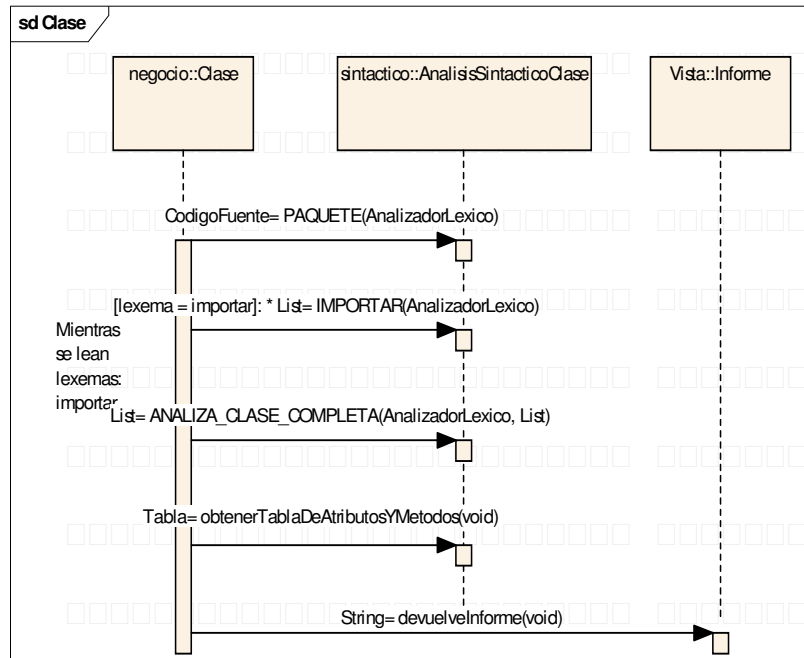 sd Clase
negocio::Clase
sintactico::AnalisisSintacticoClase
Vista::Informe
CodigoFuente= PAQUETE(AnalizadorLexico)
[lexema = importar]: * List= IMPORTAR(AnalizadorLexico)
Mientras
se lean
lexemas:
importar
List= ANALIZA_CLASE_COMPLETA(AnalizadorLexico, List)
Tabla= obtenerTablaDeAtributosYMetodos(void)
String= devuelveInforme(void)